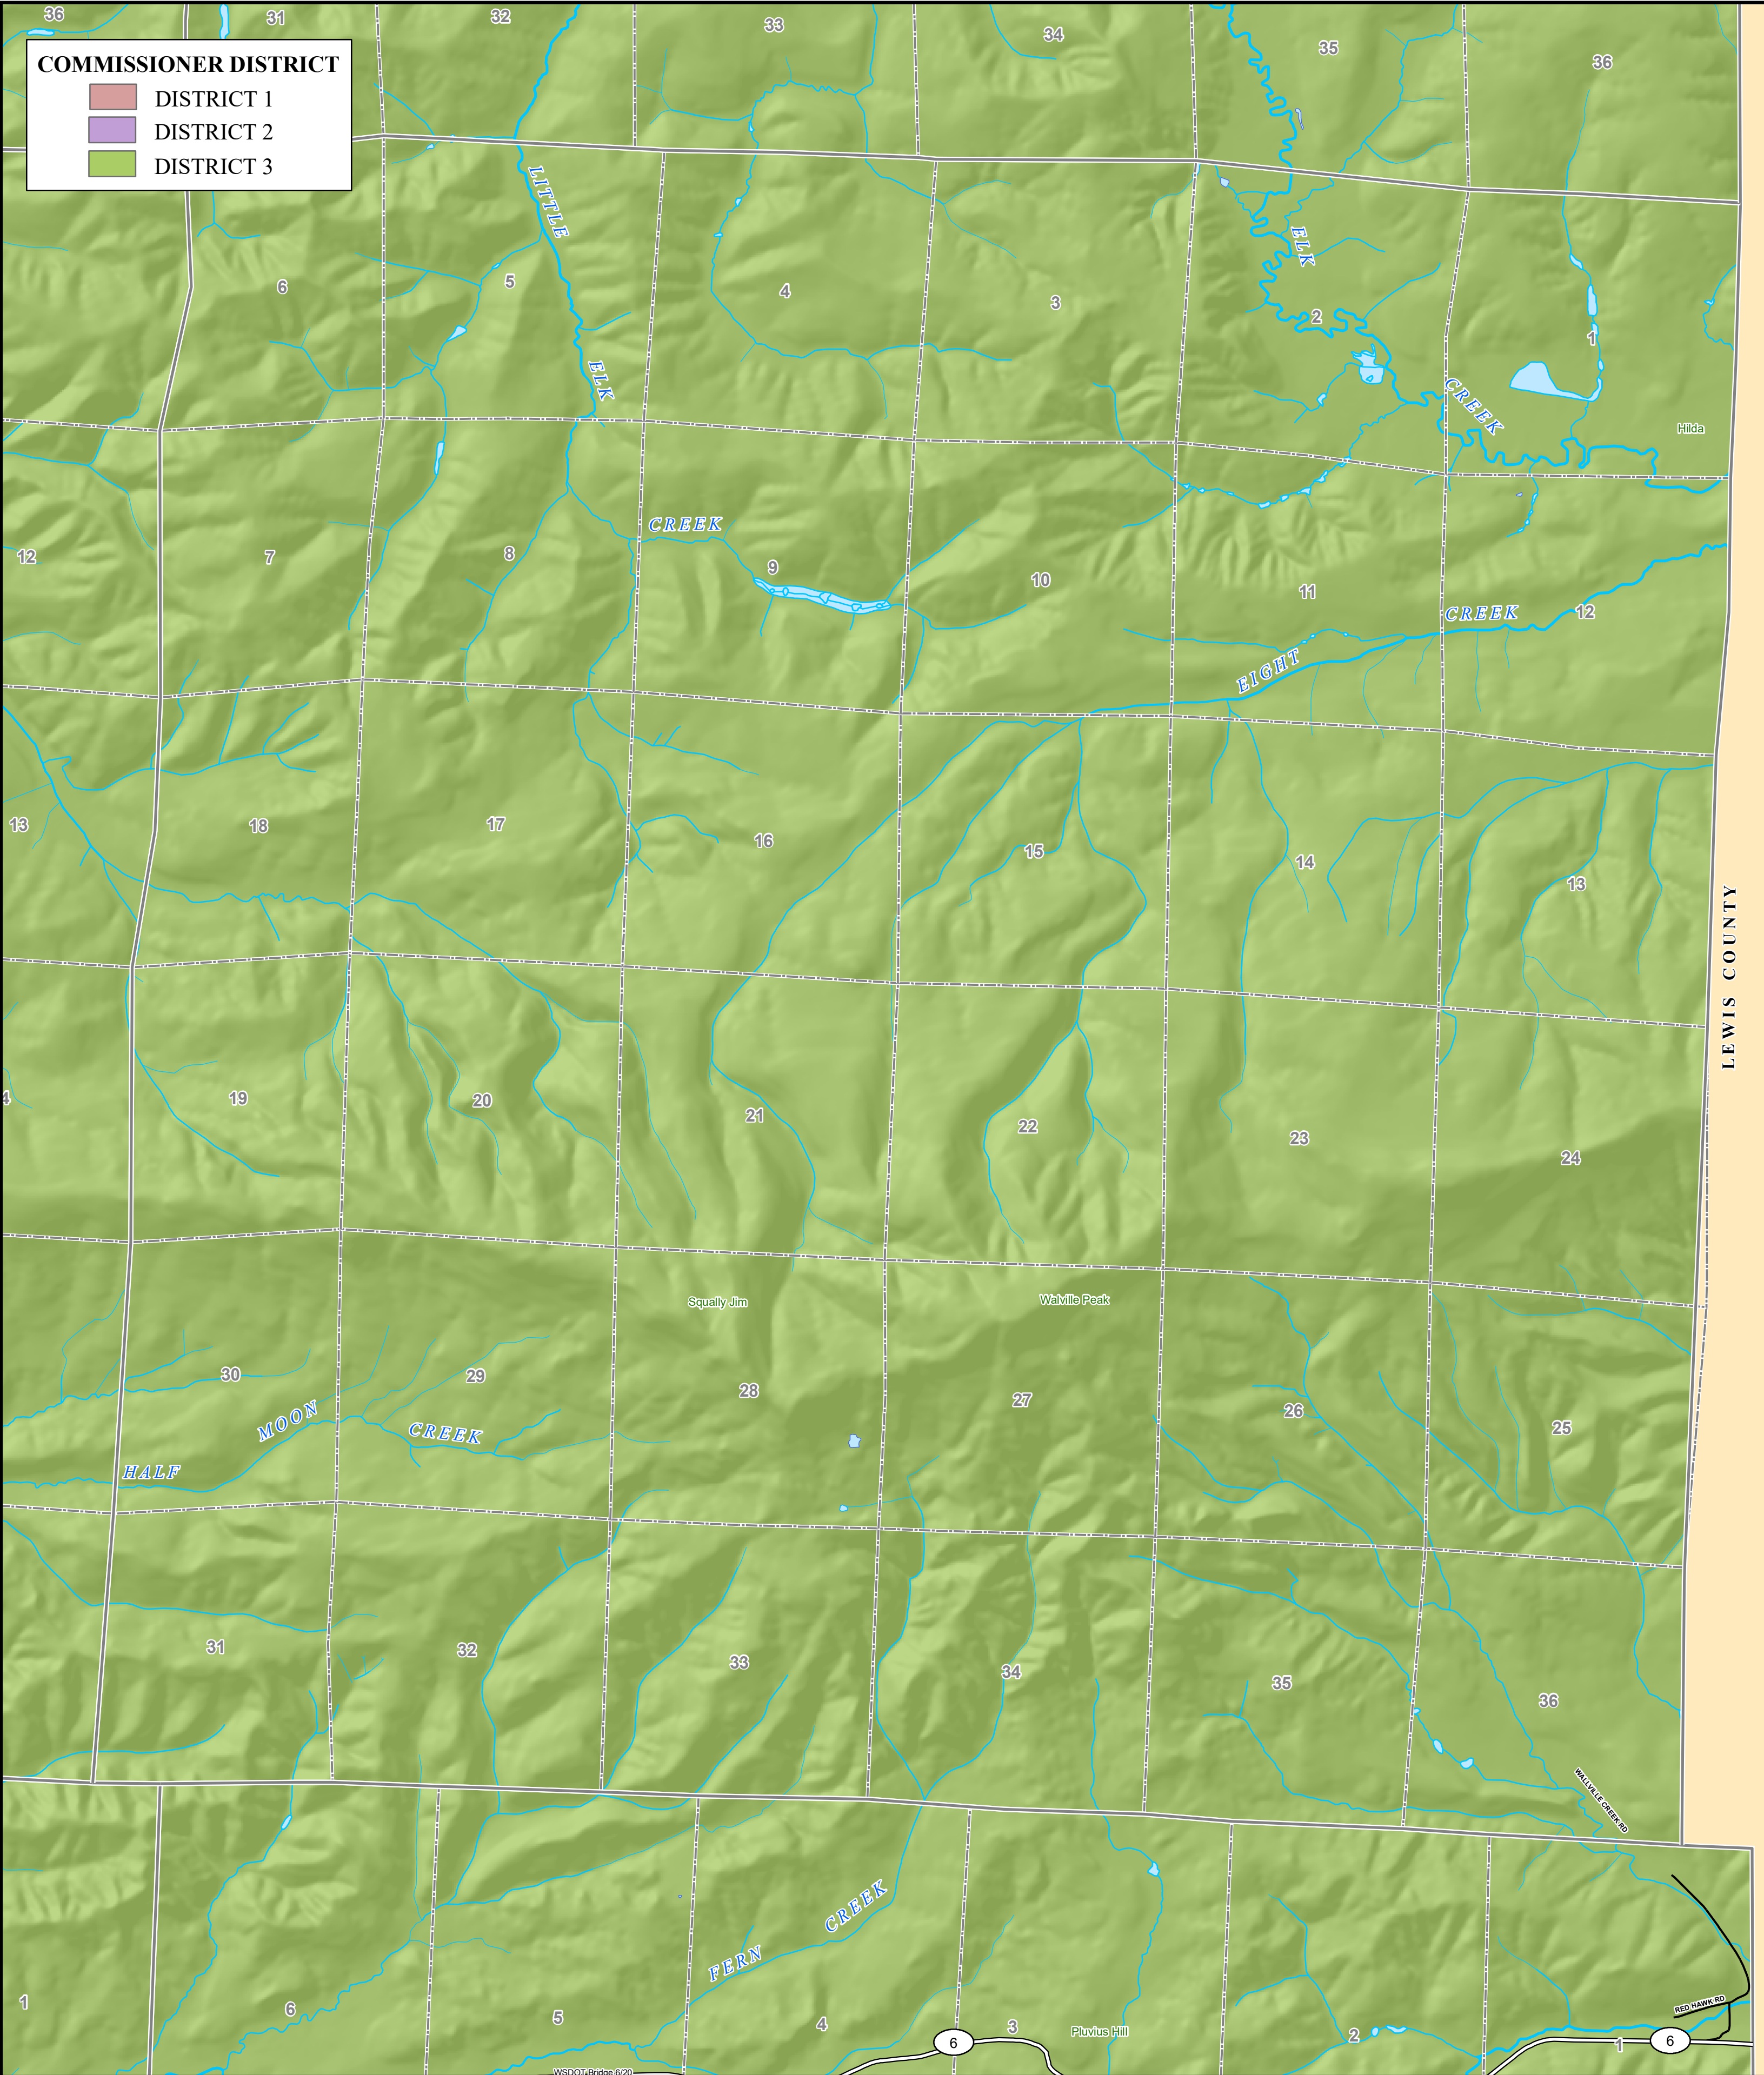 36
31
32
33
34
35
36
COMMISSIONER DISTRICT
DISTRICT 1
DISTRICT 2
DISTRICT 3
LITTLE
ELK
6
5
4
3
2
1
ELK
CREEK
Hilda
CREEK
12
7
8
9
10
11
12
EIGHT
CREEK
13
18
17
16
15
14
13
LEWIS COUNTY
4
19
20
21
22
23
24
Squally Jim
Walville Peak
30
29
28
27
26
25
HALF
MOON
CREEK
31
32
33
34
35
36
WALLVILLE CREEK RD
FERN
CREEK
1
6
5
4
3
2
1
Pluvius Hill
RED HAWK RD
6
6
WSDOT Bridge 6/20